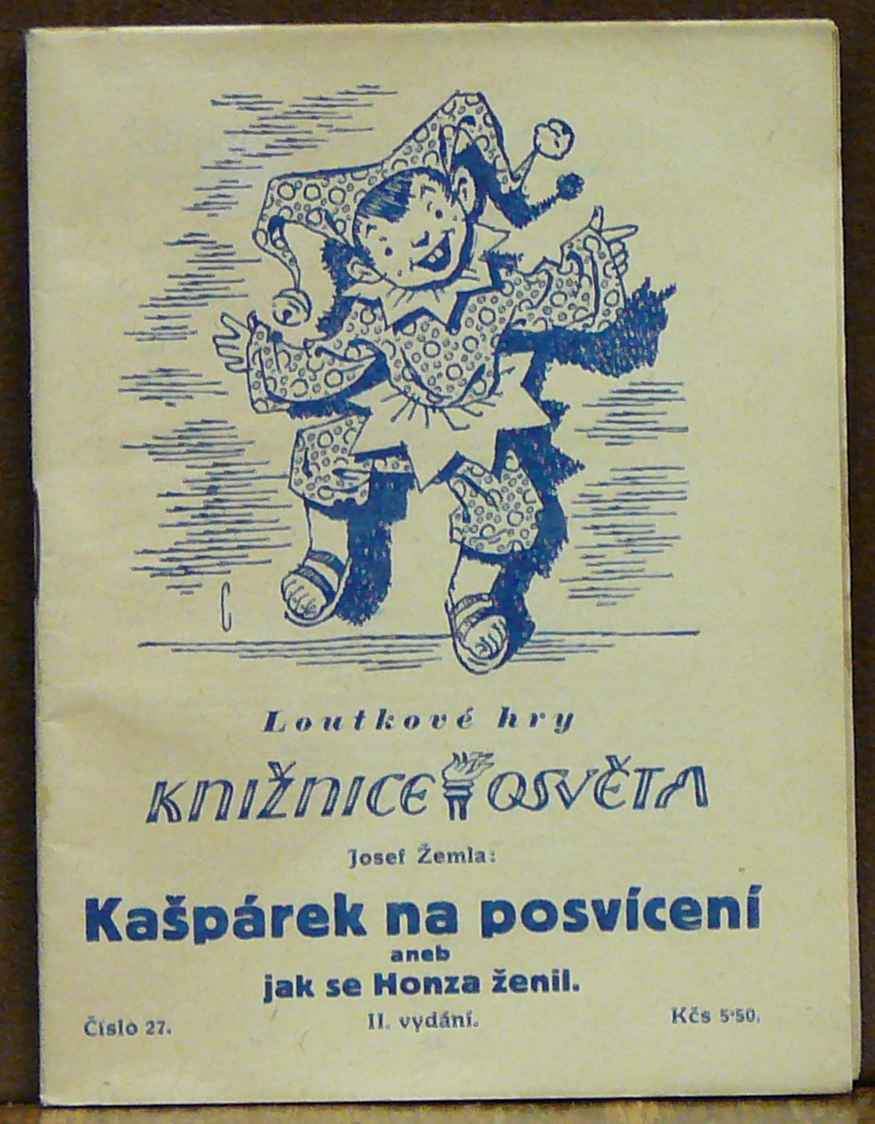 Loutkové hry
KNIŽNICE OSVĚTA
Josef Žemla:
Kašpárek na posvícení
aneb
jak se Honza ženil.
Číslo 27. II. vydání. Kčs 5·50.